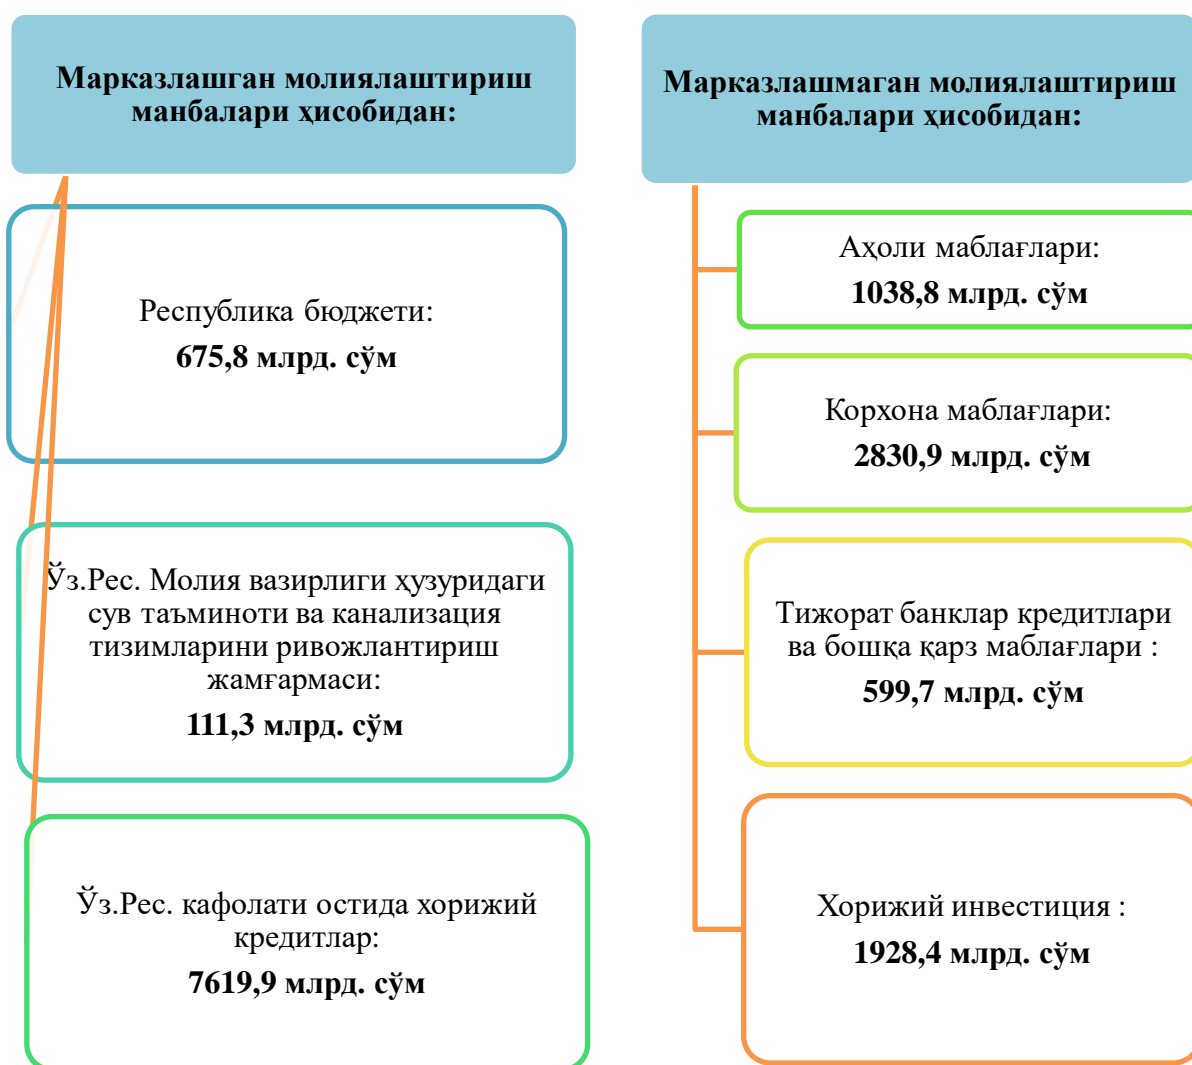 Марказлашган молиялаштириш
манбалари ҳисобидан:
Республика бюджети:
675,8 млрд. сўм
Ўз.Рес. Молия вазирлиги ҳузуридаги
сув таъминоти ва канализация
тизимларини ривожлантириш
жамғармаси:
111,3 млрд. сўм
Ўз.Рес. кафолати остида хорижий
кредитлар:
7619,9 млрд. сўм
Марказлашмаган молиялаштириш
манбалари ҳисобидан:
Аҳоли маблағлари:
1038,8 млрд. сўм
Корхона маблағлари:
2830,9 млрд. сўм
Тижорат банклар кредитлари
ва бошқа қарз маблағлари :
599,7 млрд. сўм
Хорижий инвестиция :
1928,4 млрд. сўм